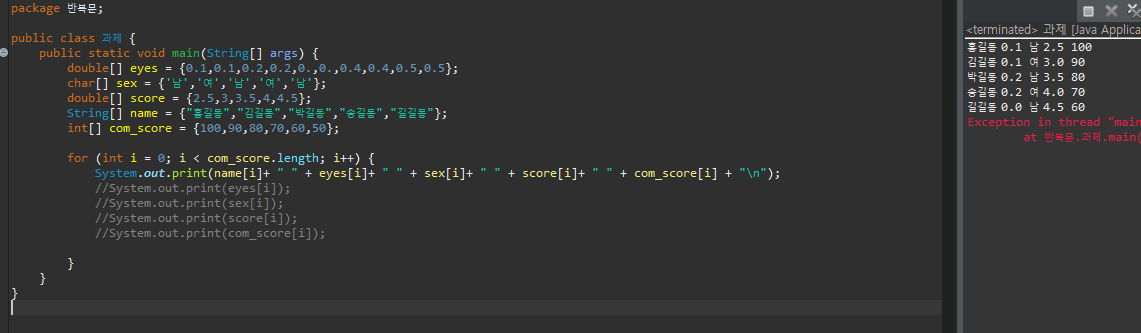 package 반복문;
public class 과제 {
public static void main(String[] args) {
double[] eyes = {0.1,0.1,0.2,0.2,0.,0.,0.4,0.4,0.5,0.5};
char[] sex = {'남','여','남','여','남'};
double[] score = {2.5,3,3.5,4,4.5};
String[] name = {"홍길동","김길동","박길동","송길동","길길동"};
int[] com_score = {100,90,80,70,60,50};
for (int i = 0; i < com_score.length; i++) {
System.out.print(name[i]+ " " + eyes[i]+ " " + sex[i]+ " " + score[i]+ " " + com_score[i] + "\n");
//System.out.print(eyes[i]);
//System.out.print(sex[i]);
//System.out.print(score[i]);
//System.out.print(com_score[i]);
}
}
}
<terminated> 과제 [Java Applica
홍길동 0.1 남 2.5 100
김길동 0.1 여 3.0 90
박길동 0.2 남 3.5 80
송길동 0.2 여 4.0 70
길길동 0.0 남 4.5 60
Exception in thread "main
at 반복문.과제.main(